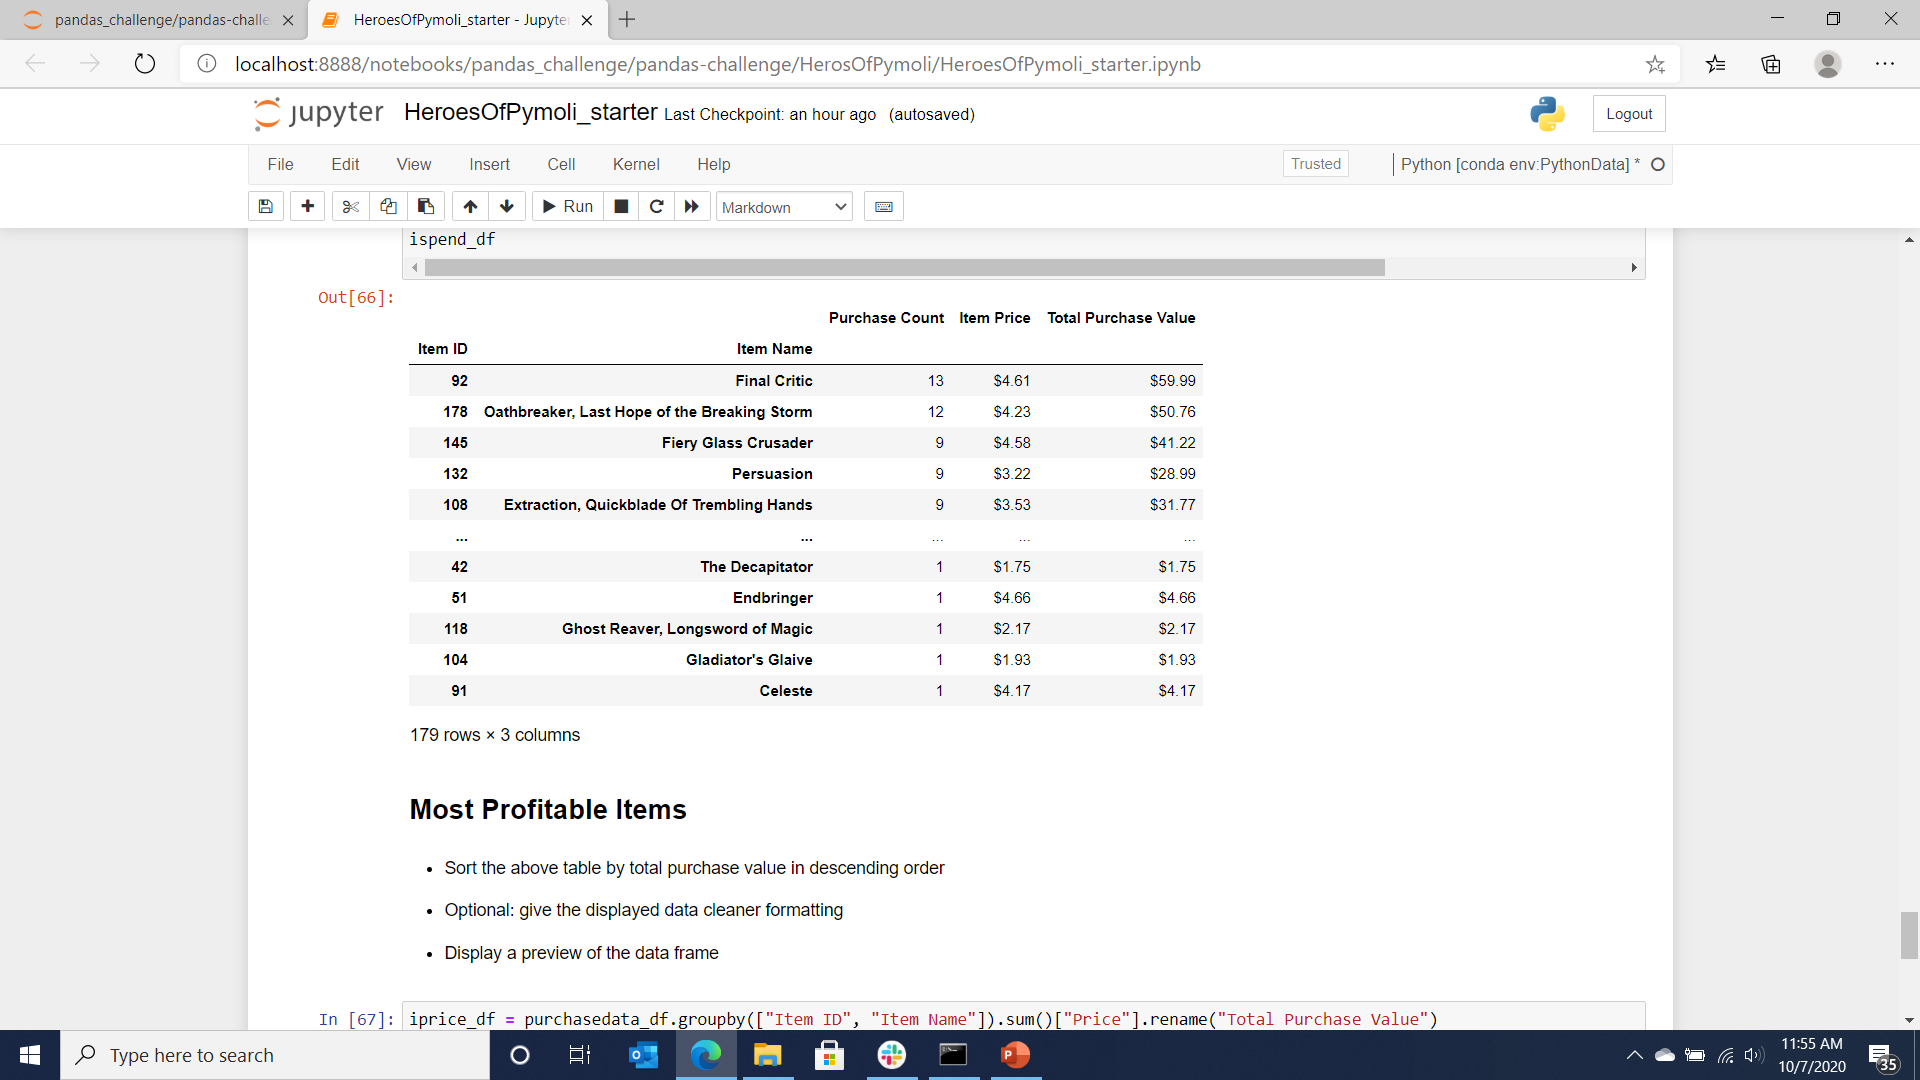 pandas_challenge/pandas-challe
HeroesOfPymoli_starter - Jupyte
localhost:8888/notebooks/pandas_challenge/pandas-challenge/HerosOfPymoli/HeroesOfPymoli_starter.ipynb
jupyter HeroesOfPymoli_starter Last Checkpoint: an hour ago (autosaved) Logout
File Edit View Insert Cell Kernel Help Trusted Python [conda env:PythonData] *
Run Markdown
ispend_df
Out[66]:
Purchase Count Item Price Total Purchase Value
Item ID Item Name
92 Final Critic 13 $4.61 $59.99
178 Oathbreaker, Last Hope of the Breaking Storm 12 $4.23 $50.76
145 Fiery Glass Crusader 9 $4.58 $41.22
132 Persuasion 9 $3.22 $28.99
108 Extraction, Quickblade Of Trembling Hands 9 $3.53 $31.77
... ... ... ... ...
42 The Decapitator 1 $1.75 $1.75
51 Endbringer 1 $4.66 $4.66
118 Ghost Reaver, Longsword of Magic 1 $2.17 $2.17
104 Gladiator's Glaive 1 $1.93 $1.93
91 Celeste 1 $4.17 $4.17
179 rows × 3 columns
Most Profitable Items
• Sort the above table by total purchase value in descending order
• Optional: give the displayed data cleaner formatting
• Display a preview of the data frame
In [67]: iprice_df = purchasedata_df.groupby(["Item ID", "Item Name"]).sum()["Price"].rename("Total Purchase Value")
Type here to search
11:55 AM
10/7/2020
35